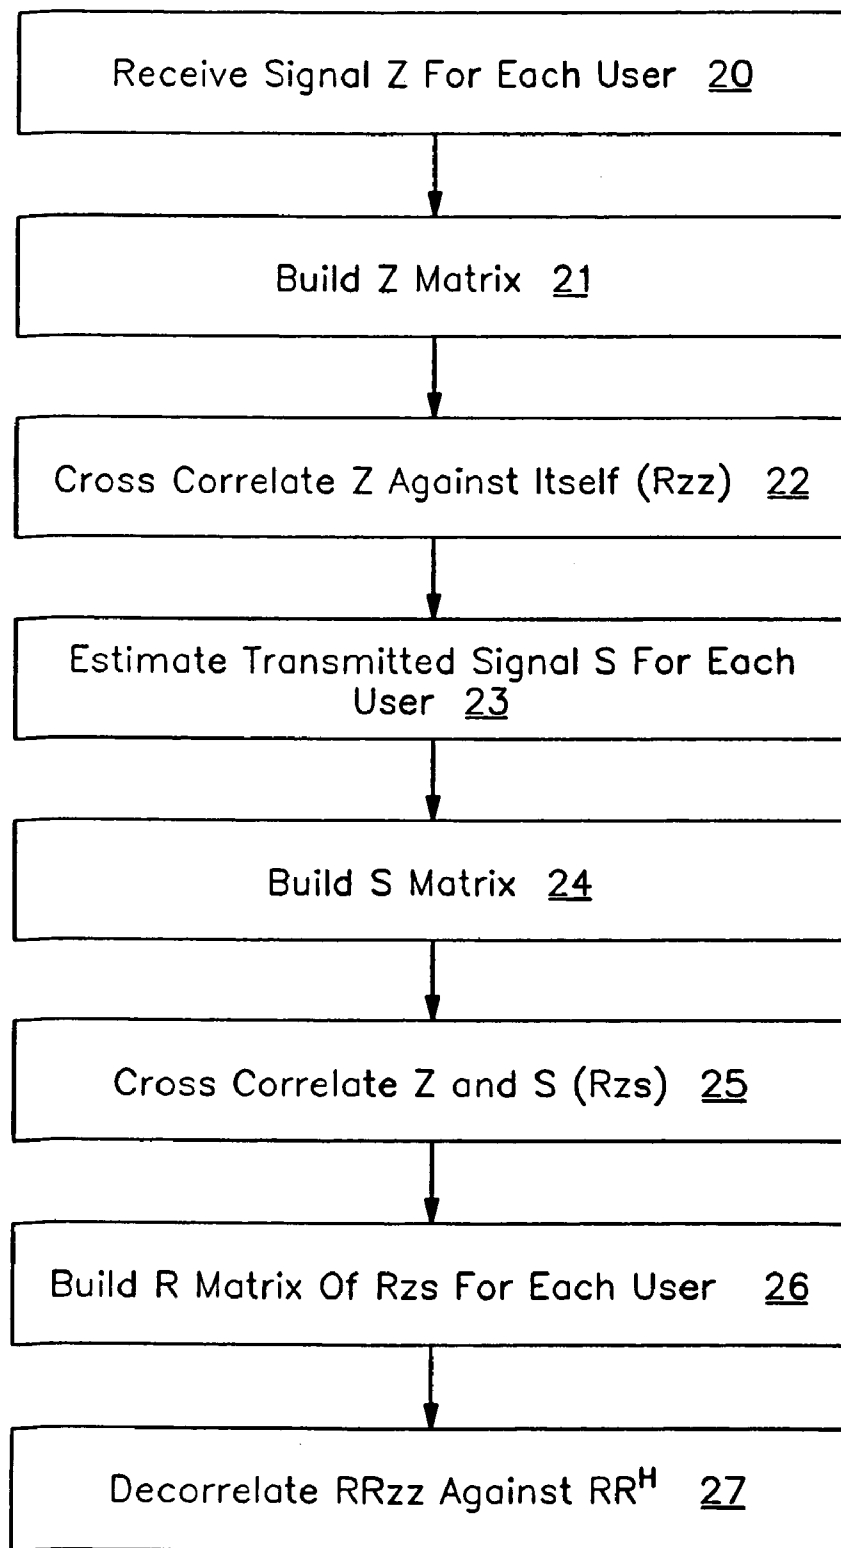 Receive Signal Z For Each User 20
Build Z Matrix 21
Cross Correlate Z Against Itself (Rzz) 22
Estimate Transmitted Signal S For Each
User 23
Build S Matrix 24
Cross Correlate Z and S (Rzs) 25
Build R Matrix Of Rzs For Each User 26
Decorrelate RRzz Against RR^H 27